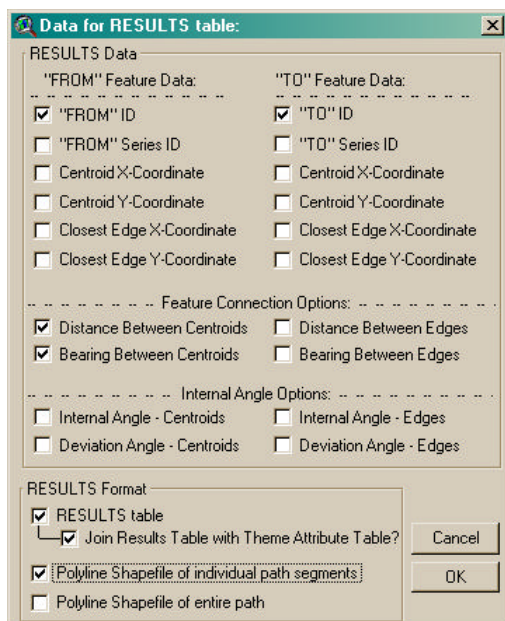 Data for RESULTS table:
RESULTS Data
"FROM" Feature Data: "TO" Feature Data:
"FROM" ID "TO" ID
"FROM" Series ID "TO" Series ID
Centroid X-Coordinate Centroid X-Coordinate
Centroid Y-Coordinate Centroid Y-Coordinate
Closest Edge X-Coordinate Closest Edge X-Coordinate
Closest Edge Y-Coordinate Closest Edge Y-Coordinate
Feature Connection Options:
Distance Between Centroids Distance Between Edges
Bearing Between Centroids Bearing Between Edges
Internal Angle Options:
Internal Angle - Centroids Internal Angle - Edges
Deviation Angle - Centroids Deviation Angle - Edges
RESULTS Format
RESULTS table
Join Results Table with Theme Attribute Table? Cancel
Polyline Shapefile of individual path segments OK
Polyline Shapefile of entire path